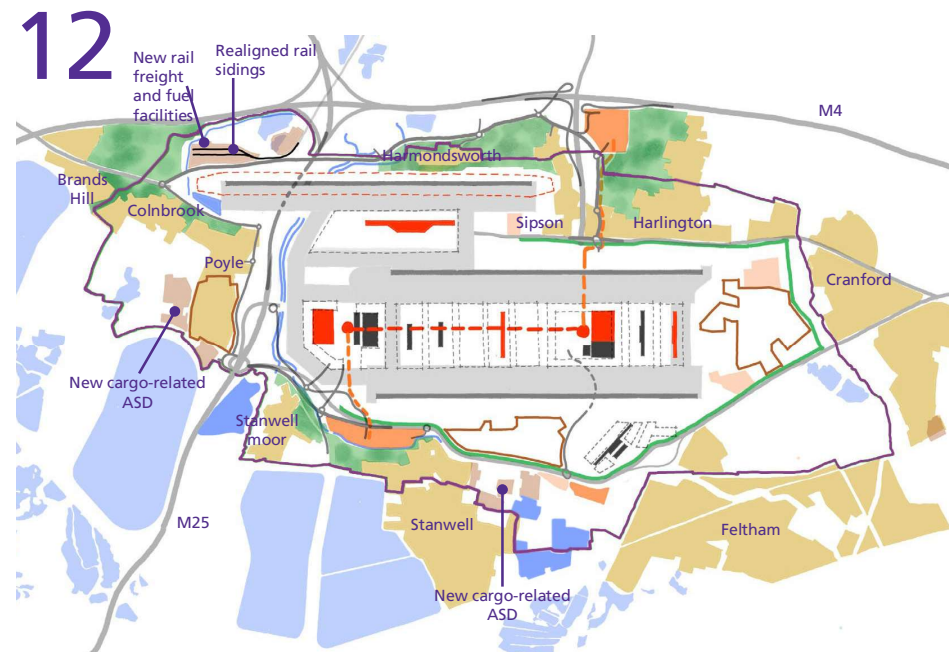 12
New rail
freight
and fuel
facilities
Realigned rail
sidings
M4
Harmondsworth
Brands
Hill
Colnbrook
Sipson
Harlington
Poyle
Cranford
New cargo-related
ASD
Stanwell
moor
M25
Stanwell
Feltham
New cargo-related
ASD